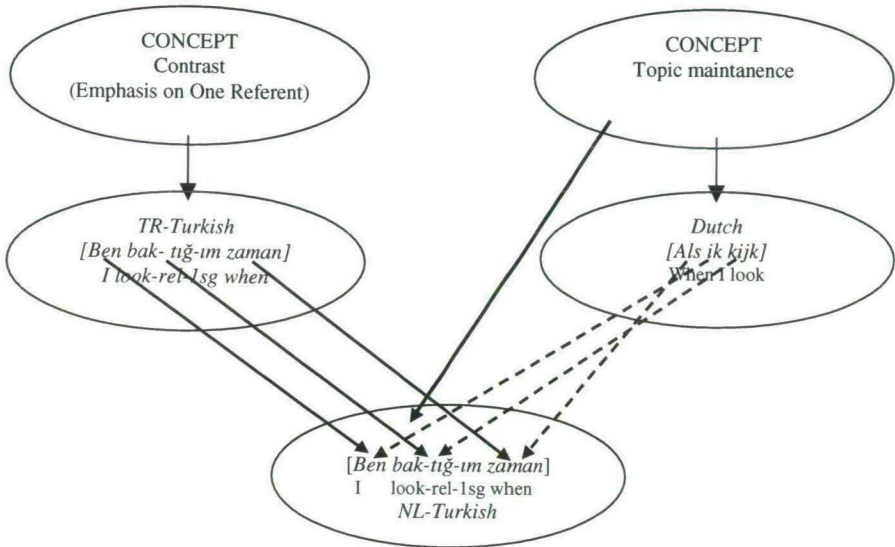 CONCEPT
Contrast
(Emphasis on One Referent)
CONCEPT
Topic maintanence
TR-Turkish
[Ben bak- tığ-ım zaman]
I look-rel-1sg when
Dutch
[Als ik kijk]
When I look
[Ben bak-tığ-ım zaman]
I look-rel-1sg when
NL-Turkish